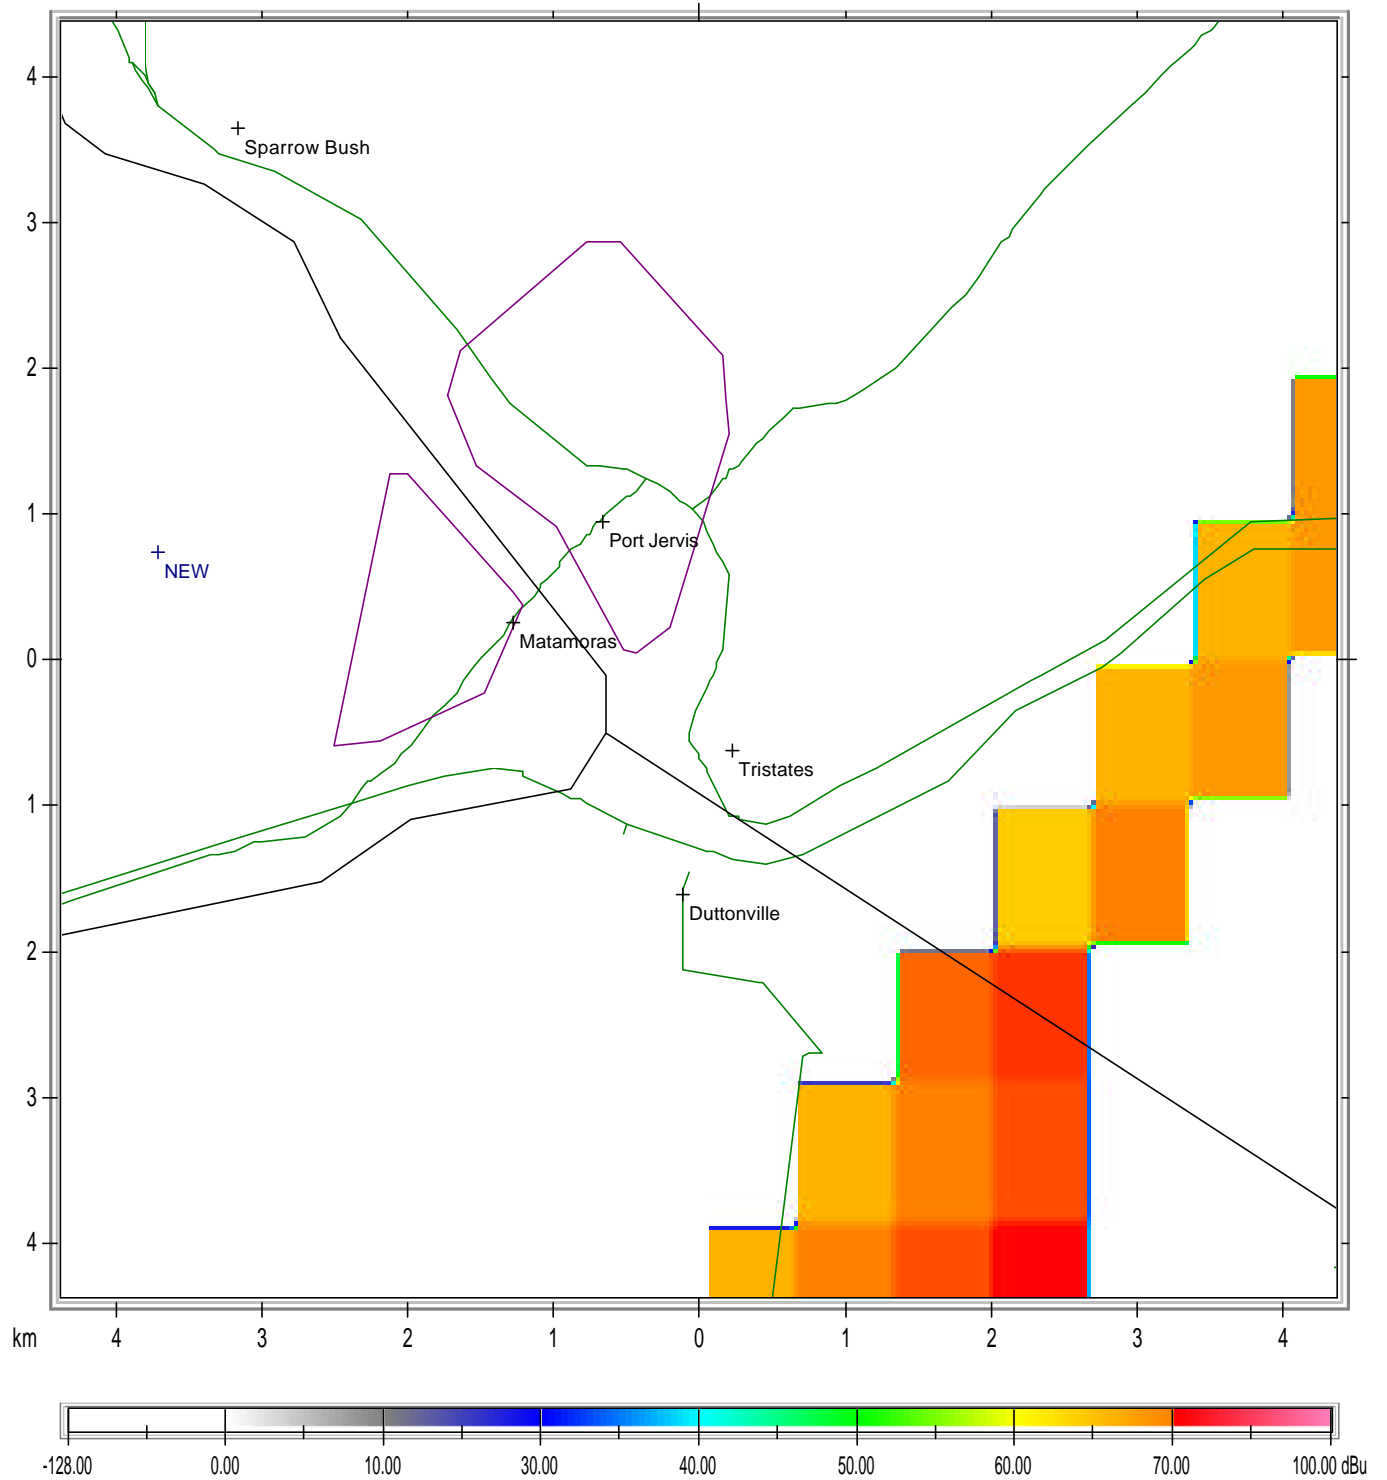 4
Sparrow Bush
3
2
1
Port Jervis
NEW
Matamoras
0
Tristates
1
Duttonville
2
3
4
km 4 3 2 1 0 1 2 3 4
-128.00 0.00 10.00 30.00 40.00 50.00 60.00 70.00 100.00 dBu